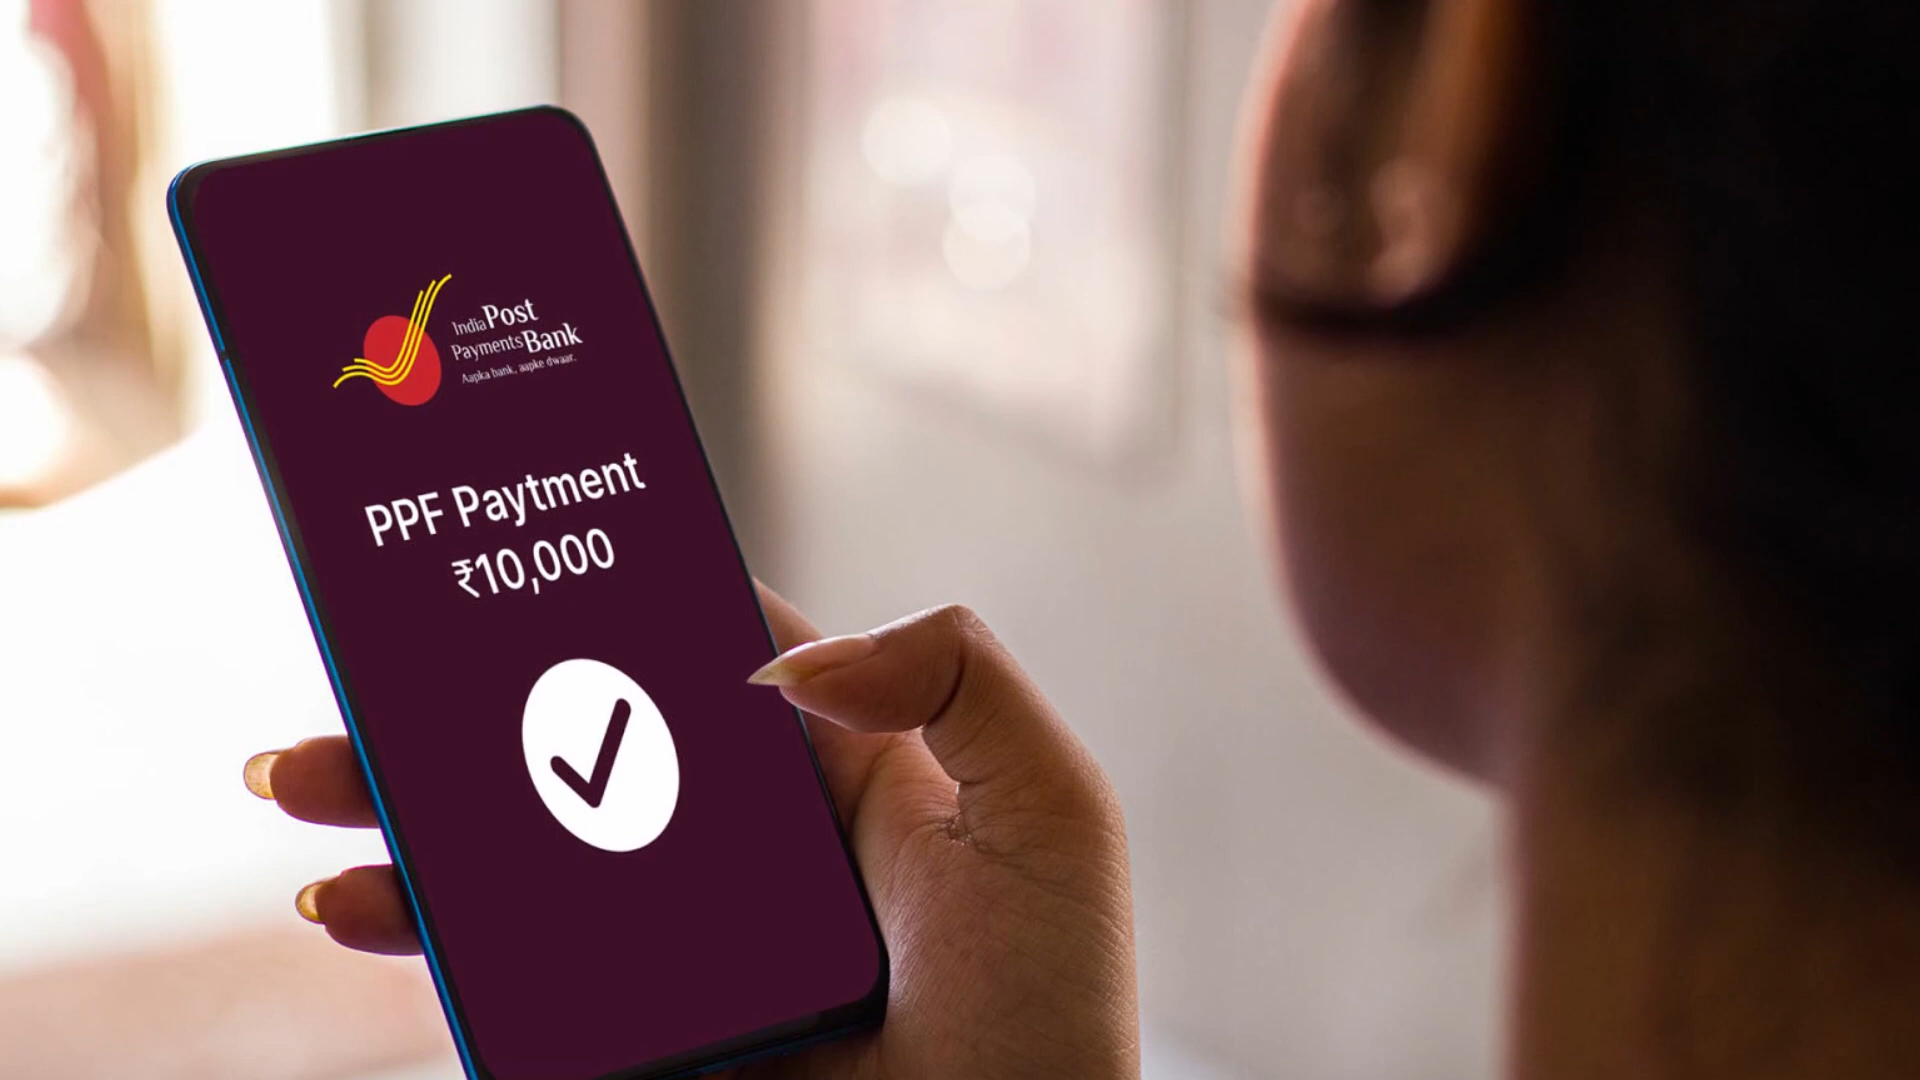 India Post
Payments Bank
Aapka bank, aapke dwaar.
PPF Paytment
₹10,000